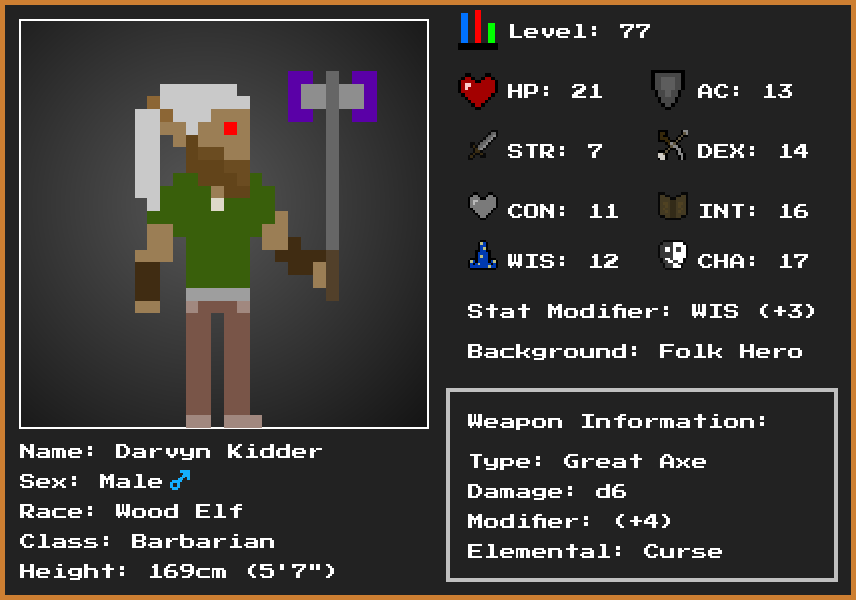 Level: 77
HP: 21 AC: 13
STR: 7 DEX: 14
CON: 11 INT: 16
WIS: 12 CHA: 17
Stat Modifier: WIS (+3)
Background: Folk Hero
Weapon Information:
Type: Great Axe
Damage: d6
Modifier: (+4)
Elemental: Curse
Name: Darvyn Kidder
Sex: Male♂
Race: Wood Elf
Class: Barbarian
Height: 169cm (5'7")